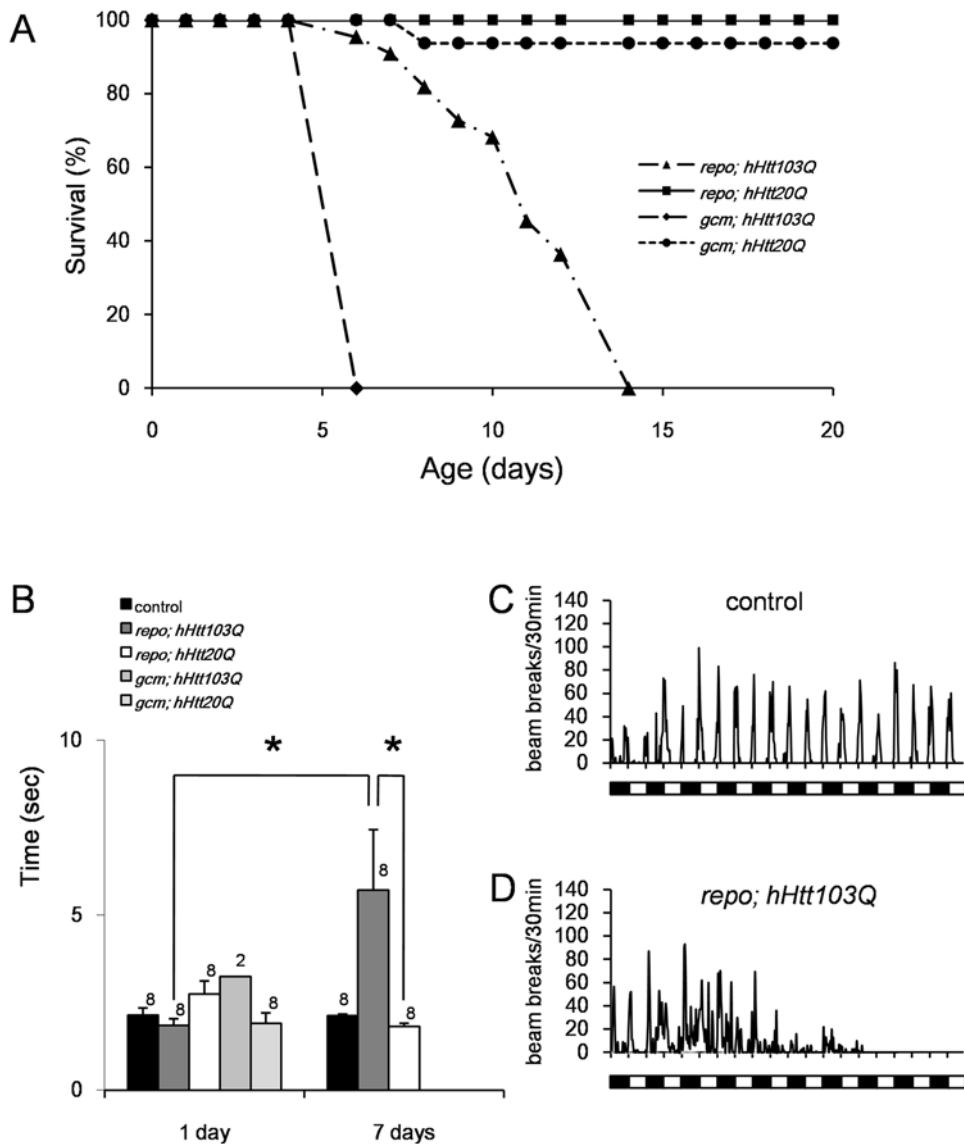 A
100
80
60
40
20
0
Survival (%)
0 5 10 15 20
Age (days)
repo; hHtt103Q
repo; hHtt20Q
gcm; hHtt103Q
gcm; hHtt20Q
B
control
repo; hHtt103Q
repo; hHtt20Q
gcm; hHtt103Q
gcm; hHtt20Q
10
5
0
Time (sec)
* *
8 8 8 2 8 8 8 8
1 day 7 days
C
control
beam breaks/30min
140
120
100
80
60
40
20
0
D
repo; hHtt103Q
beam breaks/30min
140
120
100
80
60
40
20
0